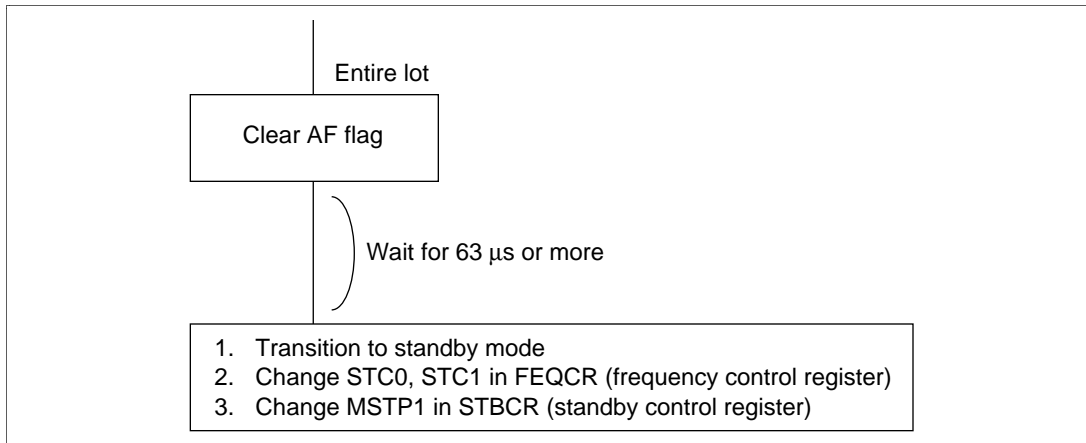 Entire lot
Clear AF flag
Wait for 63 μs or more
1. Transition to standby mode
2. Change STC0, STC1 in FEQCR (frequency control register)
3. Change MSTP1 in STBCR (standby control register)